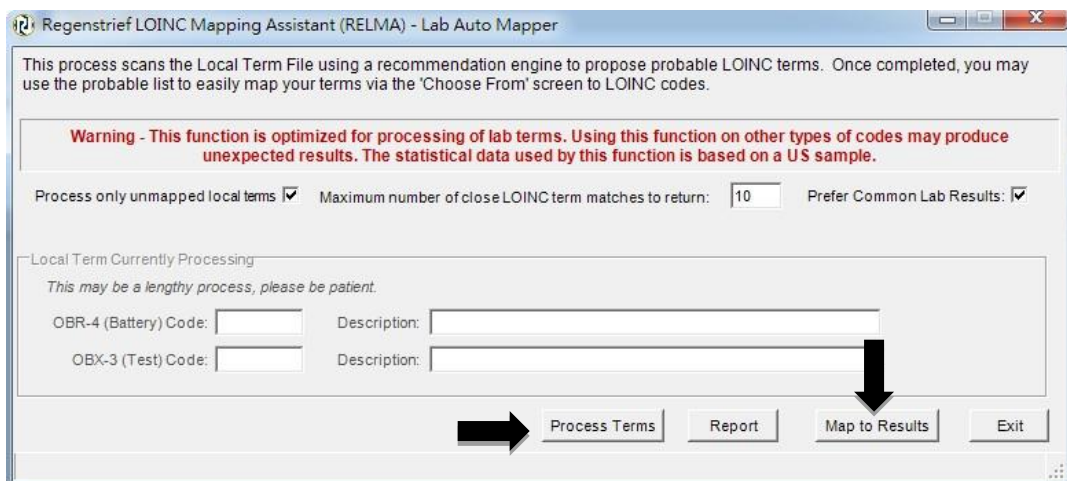 Regenstrief LOINC Mapping Assistant (RELMA) - Lab Auto Mapper
This process scans the Local Term File using a recommendation engine to propose probable LOINC terms. Once completed, you may
use the probable list to easily map your terms via the 'Choose From' screen to LOINC codes.
Warning - This function is optimized for processing of lab terms. Using this function on other types of codes may produce
unexpected results. The statistical data used by this function is based on a US sample.
Process only unmapped local terms Maximum number of close LOINC term matches to return: 10 Prefer Common Lab Results:
Local Term Currently Processing
This may be a lengthy process, please be patient.
OBR-4 (Battery) Code: Description:
OBX-3 (Test) Code: Description:
Process Terms Report Map to Results Exit